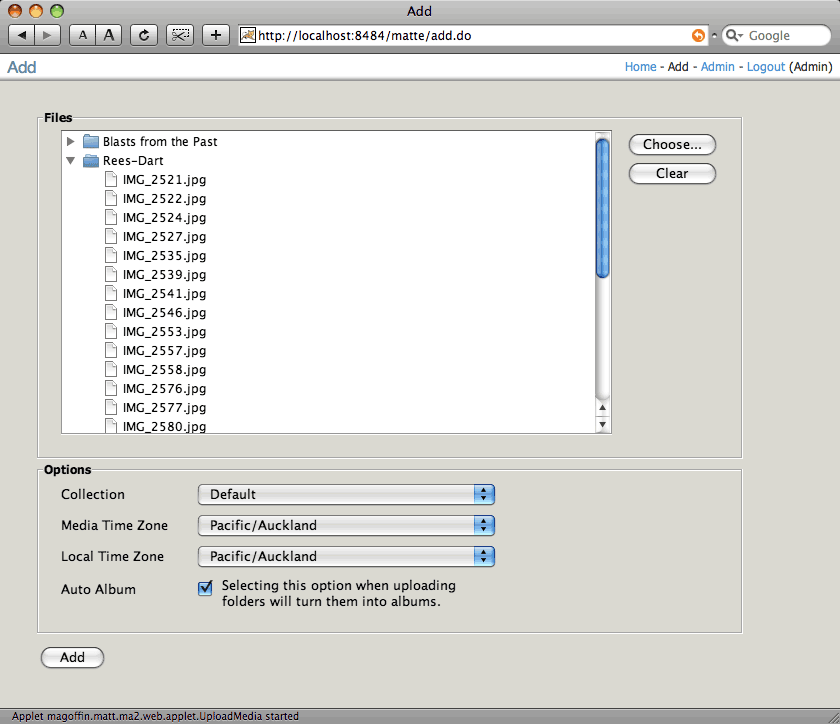 Add
A A
http://localhost:8484/matte/add.do
Google
Add
Home - Add - Admin - Logout (Admin)
Files
Blasts from the Past
Rees-Dart
IMG_2521.jpg
IMG_2522.jpg
IMG_2524.jpg
IMG_2527.jpg
IMG_2535.jpg
IMG_2539.jpg
IMG_2541.jpg
IMG_2546.jpg
IMG_2553.jpg
IMG_2557.jpg
IMG_2558.jpg
IMG_2576.jpg
IMG_2577.jpg
IMG_2580.jpg
Choose...
Clear
Options
Collection Default
Media Time Zone Pacific/Auckland
Local Time Zone Pacific/Auckland
Auto Album Selecting this option when uploading
folders will turn them into albums.
Add
Applet magoffin.matt.ma2.web.applet.UploadMedia started